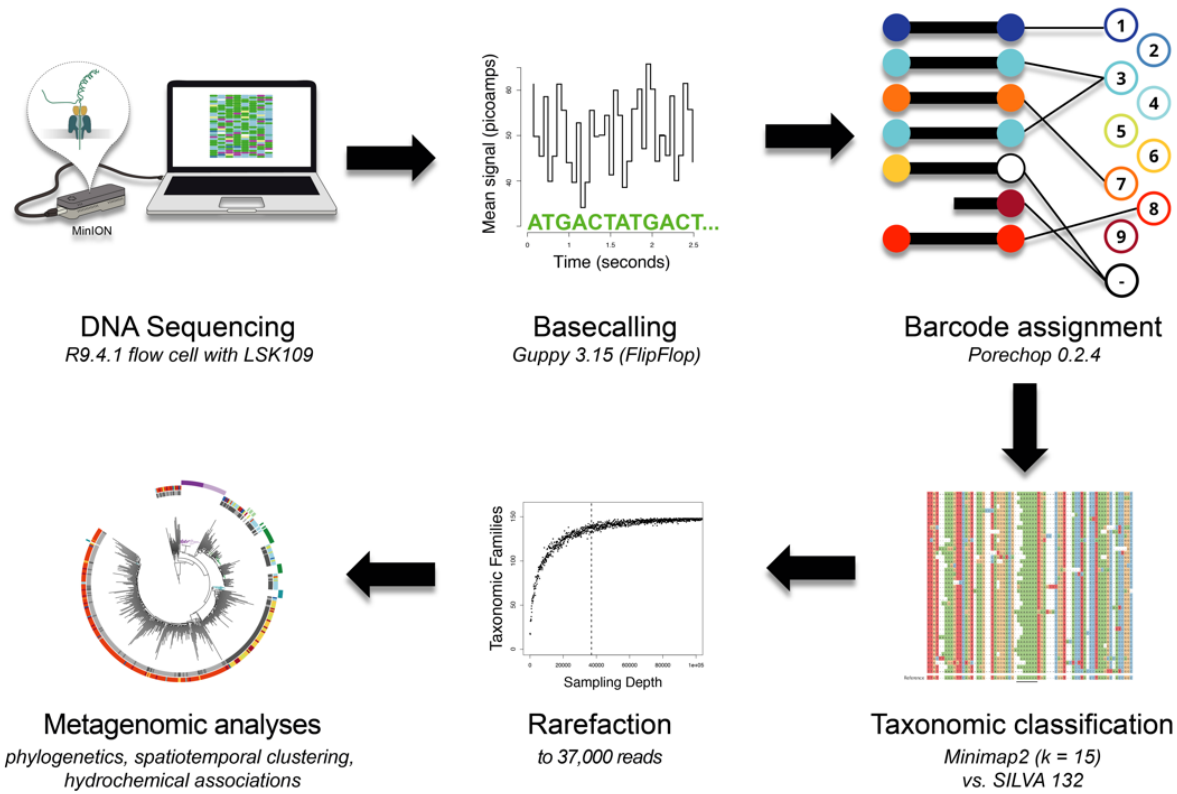 MinION
DNA Sequencing
R9.4.1 flow cell with LSK109
Mean signal (picoamps)
60
50
40
ATGACTATGACT...
0 1 1.5 2 2.5
Time (seconds)
Basecalling
Guppy 3.15 (FlipFlop)
1
2
3
4
5
6
7
8
9
-
Barcode assignment
Porechop 0.2.4
Metagenomic analyses
phylogenetics, spatiotemporal clustering,
hydrochemical associations
Taxonomic Families
150
100
50
0
0 20000 40000 60000 80000 1e+05
Sampling Depth
Rarefaction
to 37,000 reads
Reference
Taxonomic classification
Minimap2 (k = 15)
vs. SILVA 132